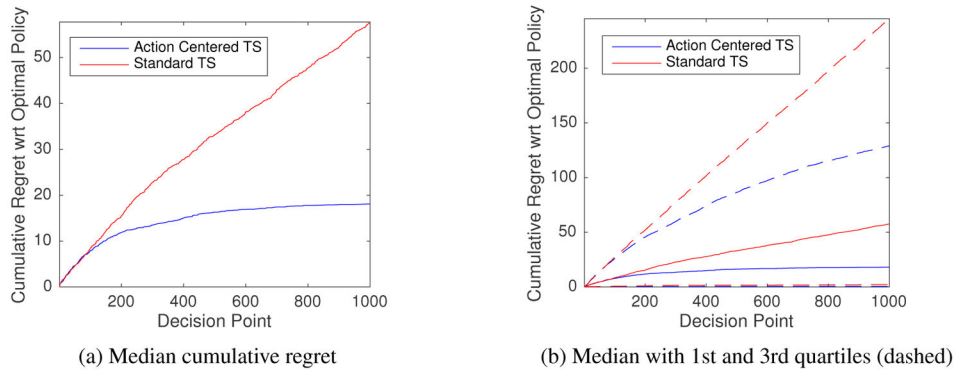 Cumulative Regret wrt Optimal Policy
50
40
30
20
10
0
Action Centered TS
Standard TS
200 400 600 800 1000
Decision Point
(a) Median cumulative regret
Cumulative Regret wrt Optimal Policy
200
150
100
50
0
Action Centered TS
Standard TS
200 400 600 800 1000
Decision Point
(b) Median with 1st and 3rd quartiles (dashed)